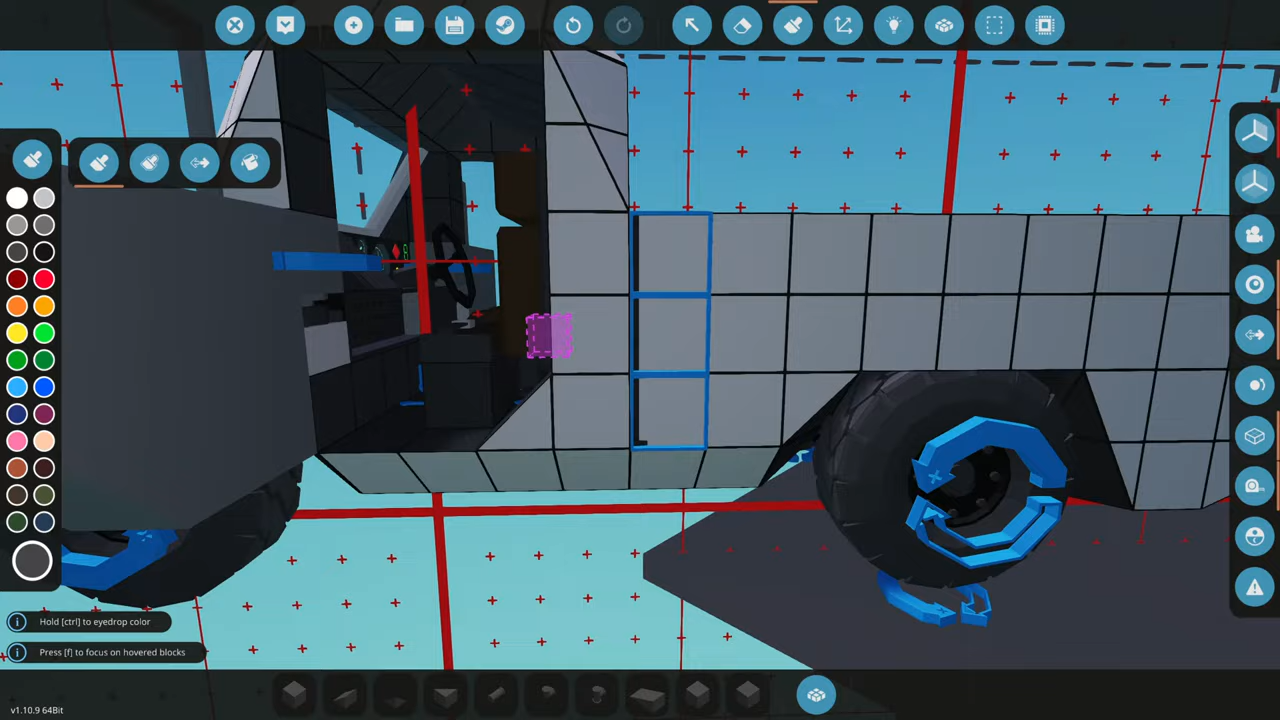 Hold [ctrl] to eyedrop color
Press [f] to focus on hovered blocks
v1.10.9 64Bit